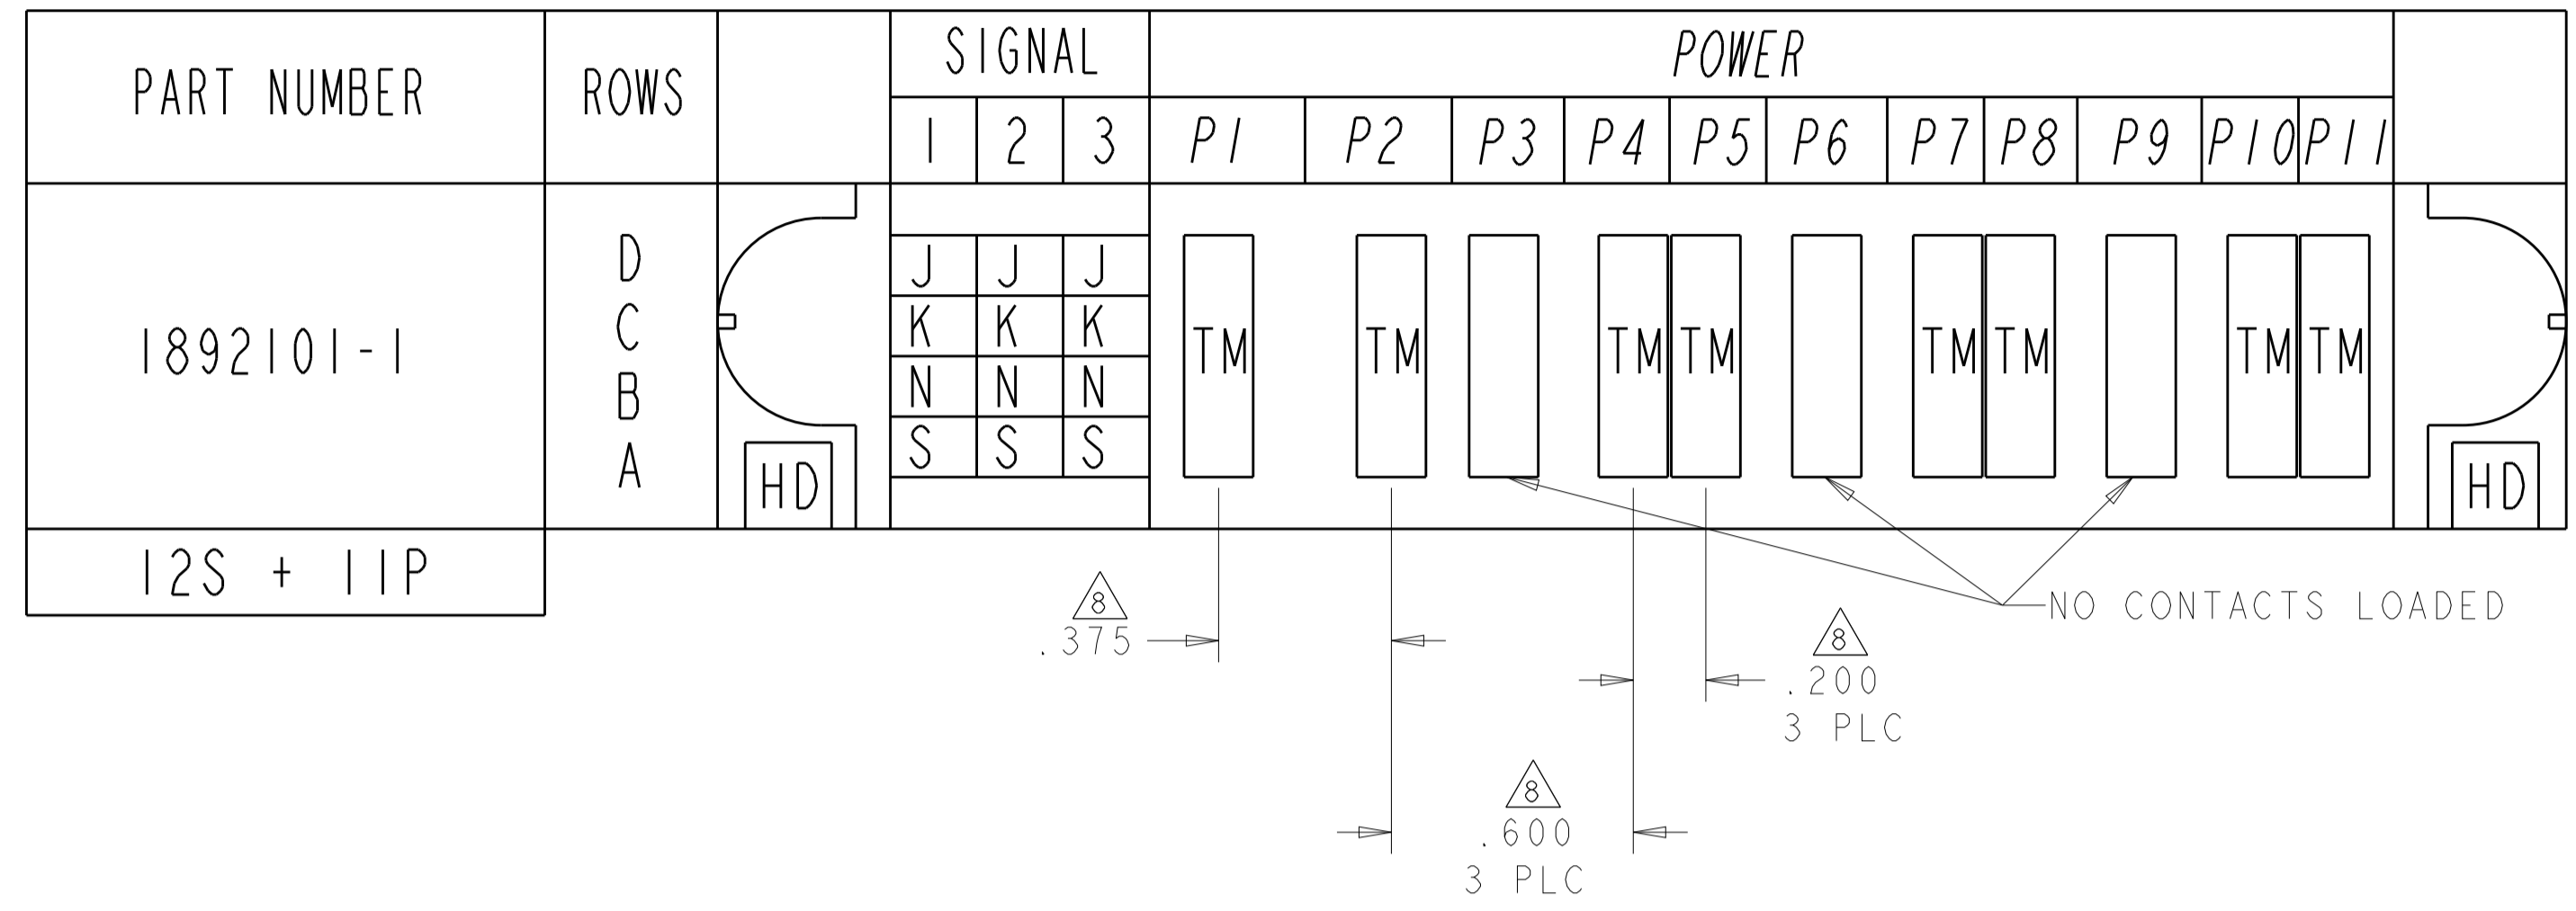 PART NUMBER ROWS SIGNAL POWER
1 2 3 P1 P2 P3 P4 P5 P6 P7 P8 P9 P10 P11
D J J J
C K K K
1892101-1 TM TM TM TM TM TM TM TM
B N N N
A S S S
HD HD
12S + 11P
NO CONTACTS LOADED
8
.375
8
.200
3 PLC
8
.600
3 PLC